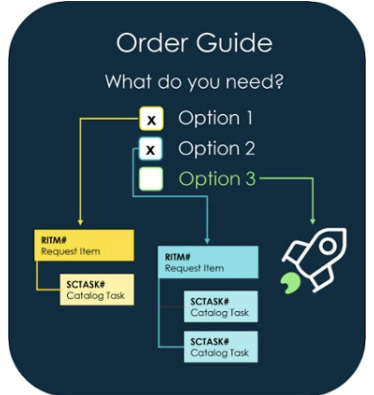 Order Guide
What do you need?
x Option 1
x Option 2
Option 3
RITM#
Request Item
SCTASK#
Catalog Task
RITM#
Request Item
SCTASK#
Catalog Task
SCTASK#
Catalog Task